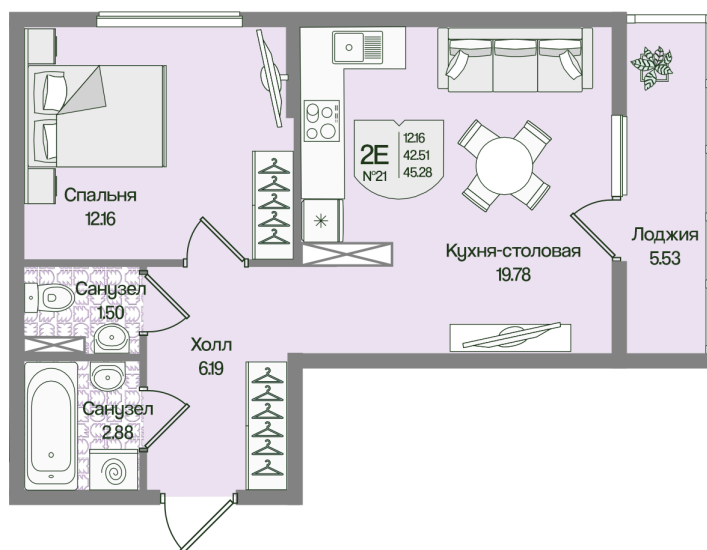 2Е
№21
12.16
42.51
45.28
Спальня
12.16
Кухня-столовая
19.78
Лоджия
5.53
Санузел
1.50
Холл
6.19
Санузел
2.88